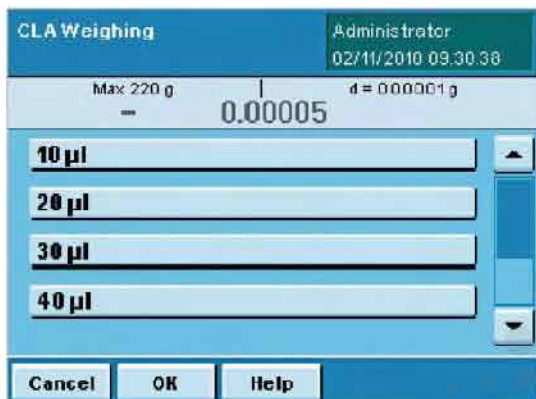 CLA Weighing
Administrator
02/11/2010 09.30.38
Max 220 g
d = 0.00001 g
– 0.00005
10 µl
20 µl
30 µl
40 µl
Cancel OK Help